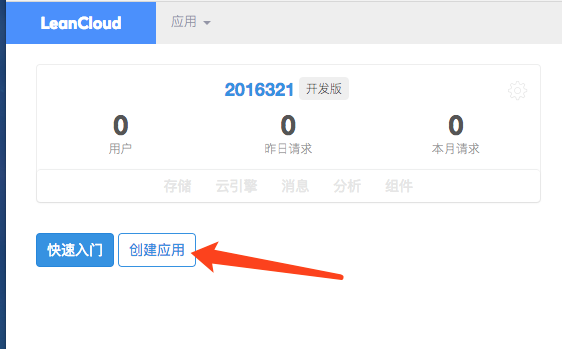 LeanCloud 应用
2016321 开发版
0 0 0
用户 昨日请求 本月请求
存储 云引擎 消息 分析 组件
快速入门 创建应用